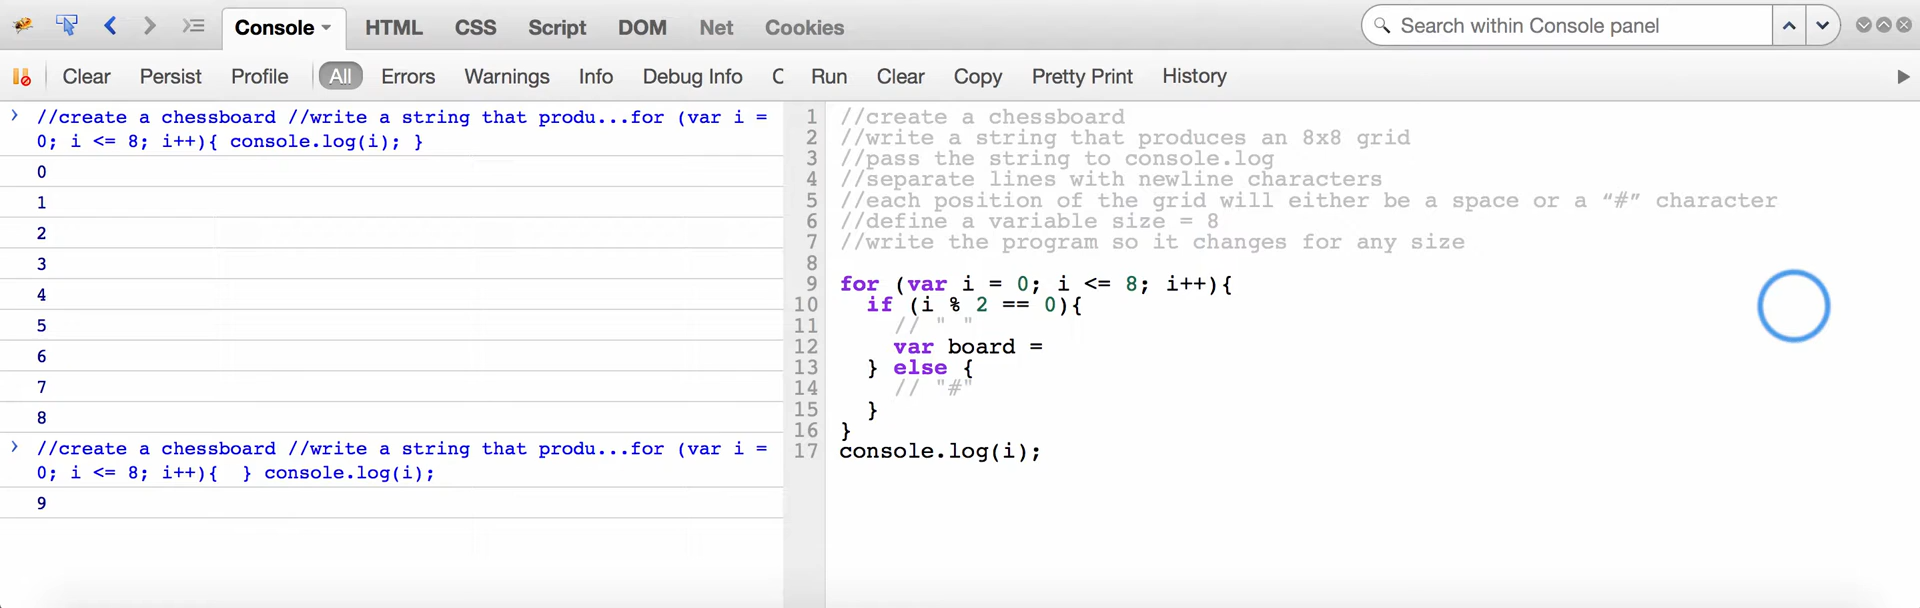 Console HTML CSS Script DOM Net Cookies Search within Console panel
Clear Persist Profile All Errors Warnings Info Debug Info C Run Clear Copy Pretty Print History
//create a chessboard //write a string that produ...for (var i =
0; i <= 8; i++){ console.log(i); }
0
1
2
3
4
5
6
7
8
//create a chessboard //write a string that produ...for (var i =
0; i <= 8; i++){  } console.log(i);
9
1 //create a chessboard
2 //write a string that produces an 8x8 grid
3 //pass the string to console.log
4 //separate lines with newline characters
5 //each position of the grid will either be a space or a “#” character
6 //define a variable size = 8
7 //write the program so it changes for any size
8
9 for (var i = 0; i <= 8; i++){
10   if (i % 2 == 0){
11     // " "
12     var board =
13   } else {
14     // "#"
15   }
16 }
17 console.log(i);